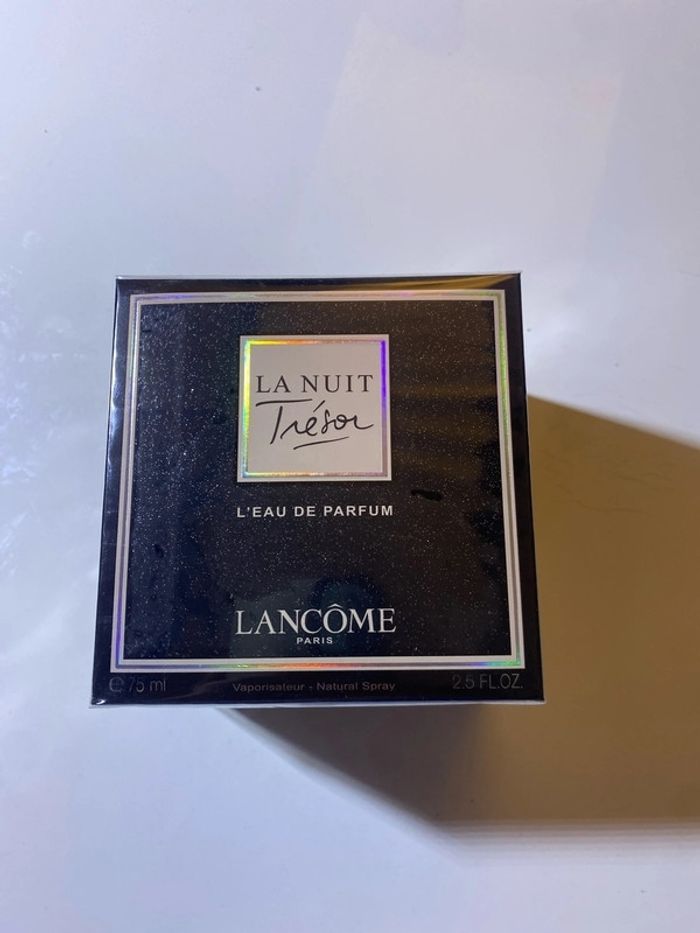 LA NUIT
Trésor
L'EAU DE PARFUM
LANCÔME
PARIS
℮ 75 ml Vaporisateur - Natural Spray 2.5 FL.OZ.